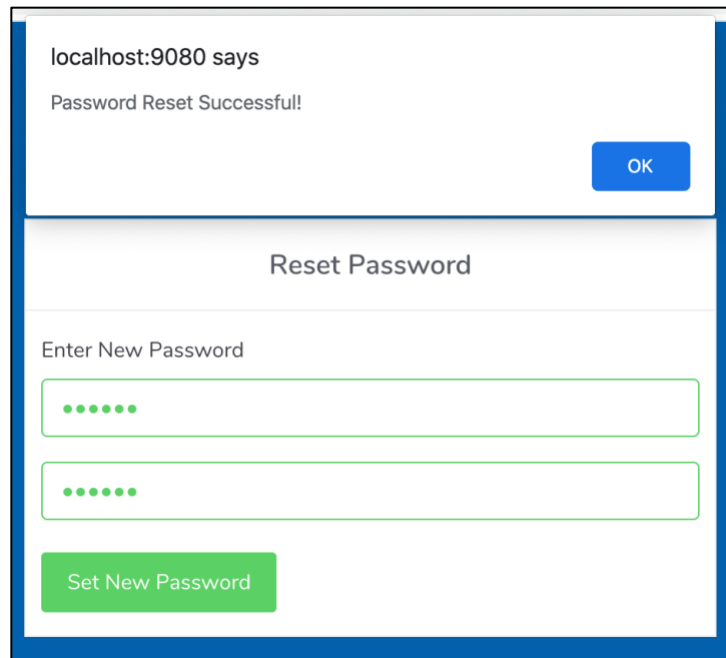 localhost:9080 says
Password Reset Successful!
OK
Reset Password
Enter New Password
••••••
••••••
Set New Password